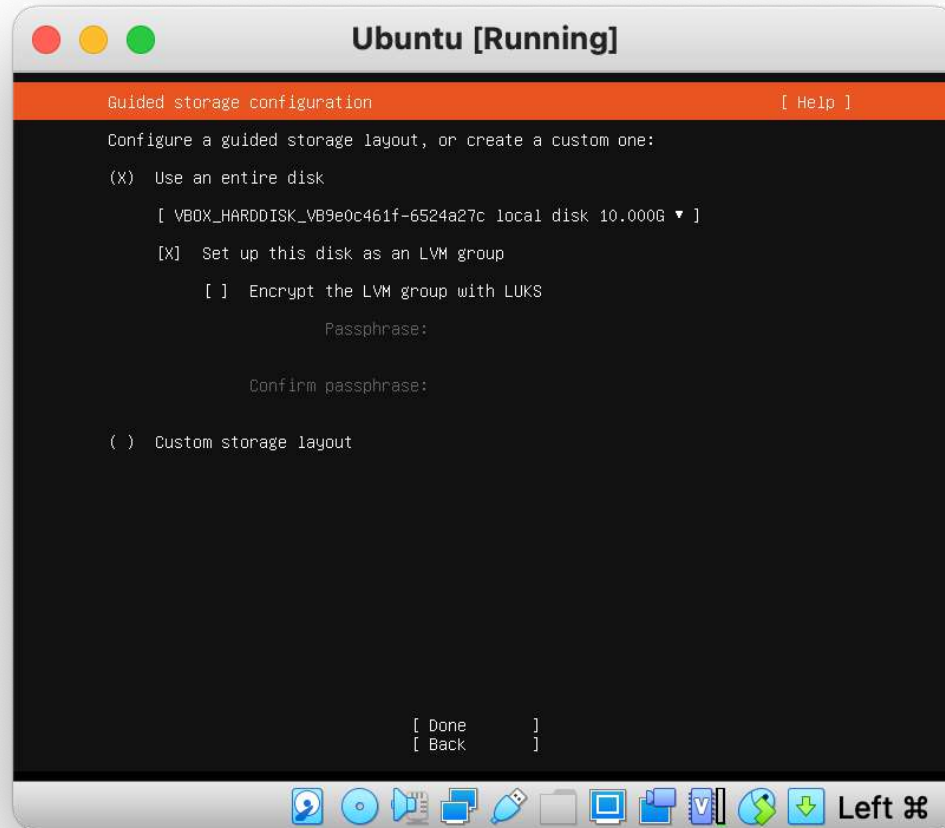 Ubuntu [Running]
Guided storage configuration [ Help ]
Configure a guided storage layout, or create a custom one:
(X) Use an entire disk
[ VBOX_HARDDISK_VB9e0c461f-6524a27c local disk 10.000G ▾ ]
[X] Set up this disk as an LVM group
[ ] Encrypt the LVM group with LUKS
Passphrase:
Confirm passphrase:
( ) Custom storage layout
[ Done ]
[ Back ]
Left ⌘